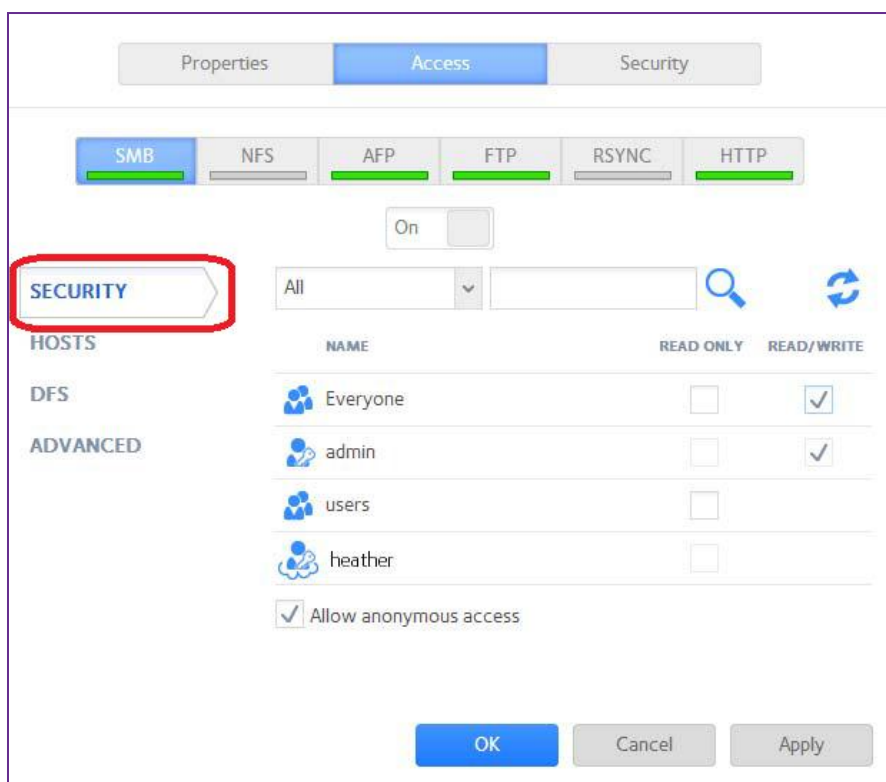 Properties Access Security
SMB NFS AFP FTP RSYNC HTTP
On
SECURITY
HOSTS
DFS
ADVANCED
All
NAME READ ONLY READ/WRITE
Everyone
admin
users
heather
Allow anonymous access
OK Cancel Apply